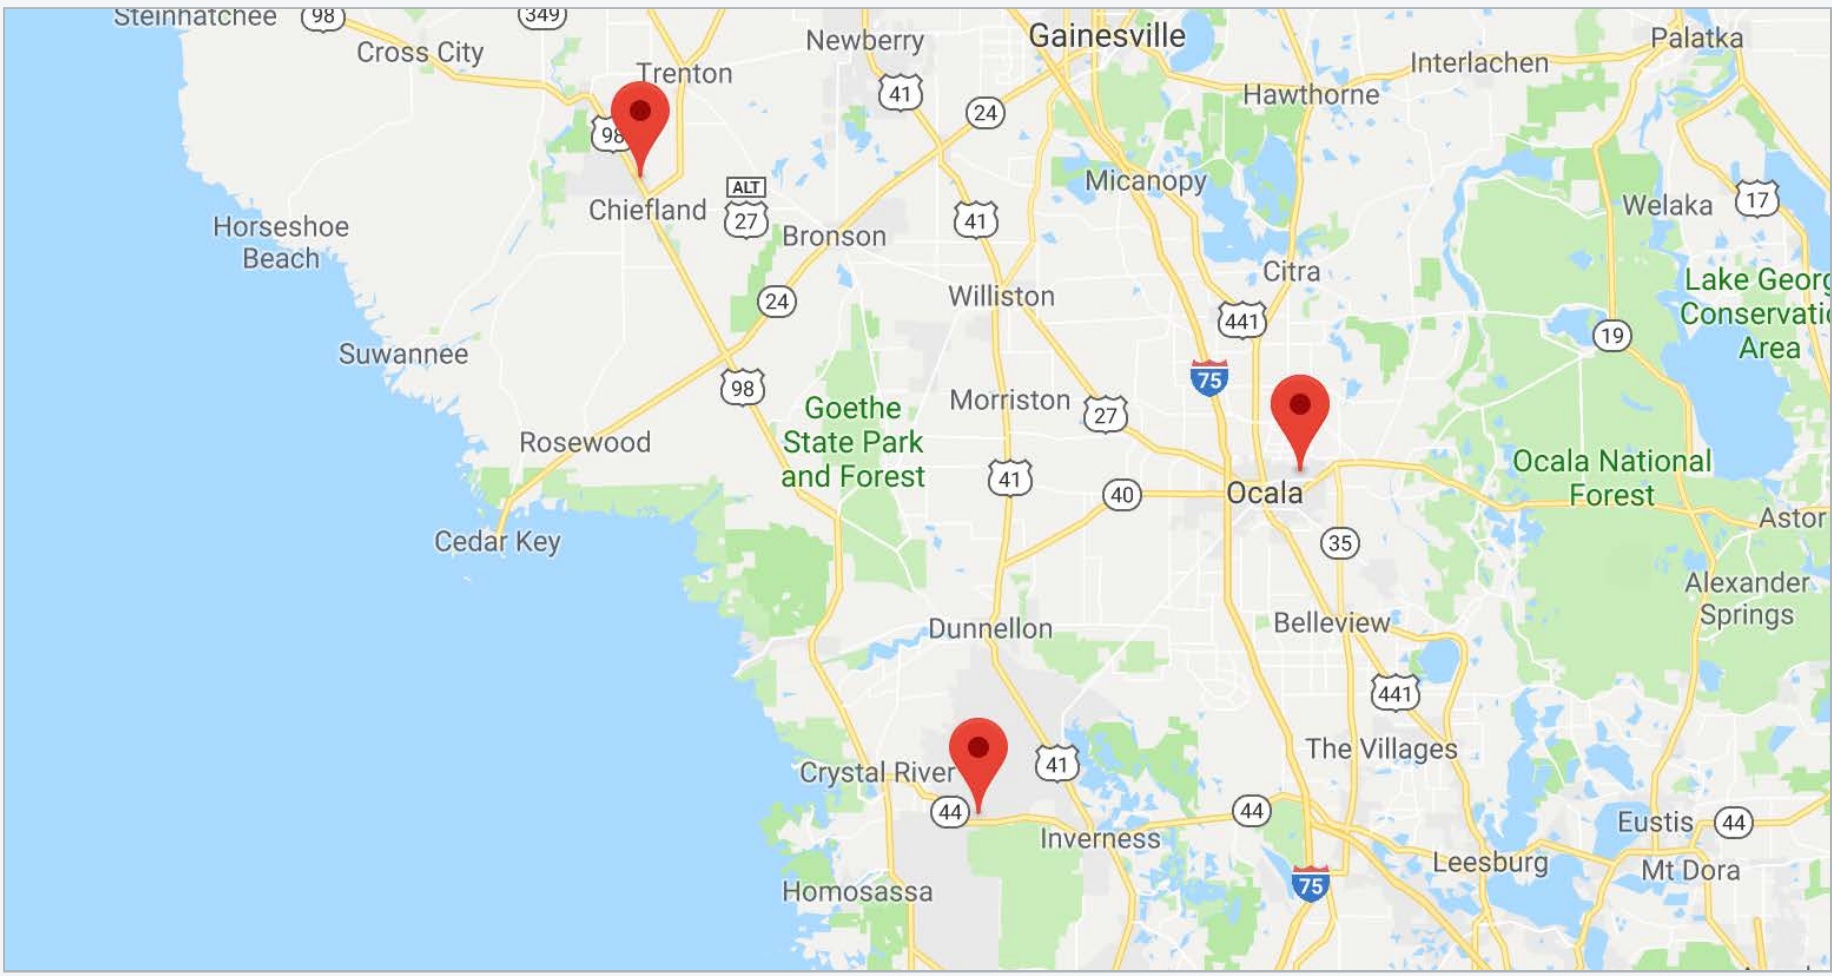 Steinhatchee
98
349
Cross City
Newberry
Gainesville
Palatka
Interlachen
Trenton
41
Hawthorne
24
98
Micanopy
ALT
27
Chiefland
Welaka
17
41
Horseshoe
Beach
Bronson
Citra
Lake Georg
Conservatio
Area
Williston
24
441
19
Suwannee
75
98
Morriston
27
Goethe
State Park
and Forest
Rosewood
Ocala National
Forest
41
40
Ocala
Astor
Cedar Key
35
Alexander
Springs
Dunnellon
Belleview
441
The Villages
Crystal River
41
44
44
Inverness
Eustis
44
Leesburg
Mt Dora
75
Homosassa